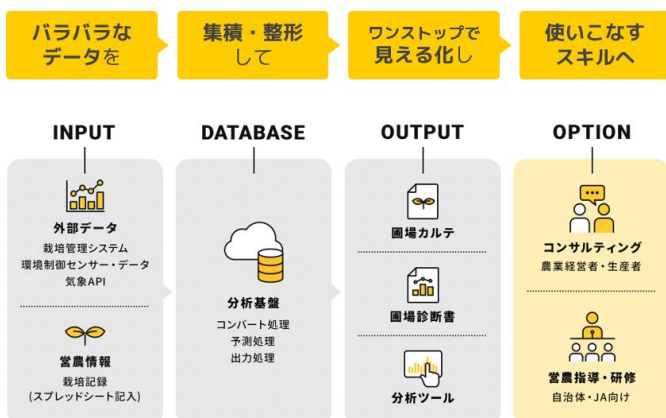 バラバラな
データを
集積・整形
して
ワンストップで
見える化し
使いこなす
スキルへ
INPUT
DATABASE
OUTPUT
OPTION
外部データ
栽培管理システム
環境制御センサー・データ
気象API
営農情報
栽培記録
(スプレッドシート記入)
分析基盤
コンバート処理
予測処理
出力処理
圃場カルテ
圃場診断書
分析ツール
コンサルティング
農業経営者・生産者
営農指導・研修
自治体・JA向け